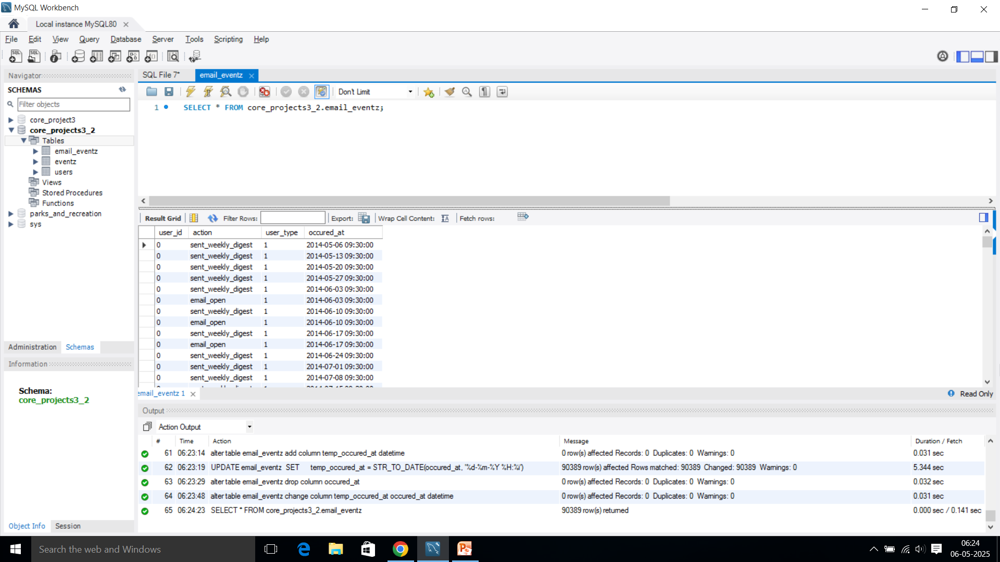 MySQL Workbench
Local instance MySQL80
File Edit View Query Database Server Tools Scripting Help
Navigator
SCHEMAS
Filter objects
core_project3
core_projects3_2
Tables
email_eventz
eventz
users
Views
Stored Procedures
Functions
parks_and_recreation
sys
Administration Schemas
Information
Schema:
core_projects3_2
Object Info Session
SQL File 7* email_eventz
Don't Limit
1 SELECT * FROM core_projects3_2.email_eventz;
Result Grid Filter Rows: Export: Wrap Cell Content: Fetch rows:
user_id action user_type occured_at
0 sent_weekly_digest 1 2014-05-06 09:30:00
0 sent_weekly_digest 1 2014-05-13 09:30:00
0 sent_weekly_digest 1 2014-05-20 09:30:00
0 sent_weekly_digest 1 2014-05-27 09:30:00
0 sent_weekly_digest 1 2014-06-03 09:30:00
0 email_open 1 2014-06-03 09:30:00
0 sent_weekly_digest 1 2014-06-10 09:30:00
0 email_open 1 2014-06-10 09:30:00
0 sent_weekly_digest 1 2014-06-17 09:30:00
0 email_open 1 2014-06-17 09:30:00
0 sent_weekly_digest 1 2014-06-24 09:30:00
0 sent_weekly_digest 1 2014-07-01 09:30:00
0 sent_weekly_digest 1 2014-07-08 09:30:00
email_eventz 1 Read Only
Output
Action Output
# Time Action Message Duration / Fetch
61 06:23:14 alter table email_eventz add column temp_occured_at datetime 0 row(s) affected Records: 0 Duplicates: 0 Warnings: 0 0.031 sec
62 06:23:19 UPDATE email_eventz SET temp_occured_at = STR_TO_DATE(occured_at, '%d-%m-%Y %H:%i') 90389 row(s) affected Rows matched: 90389 Changed: 90389 Warnings: 0 5.344 sec
63 06:23:29 alter table email_eventz drop column occured_at 0 row(s) affected Records: 0 Duplicates: 0 Warnings: 0 0.032 sec
64 06:23:48 alter table email_eventz change column temp_occured_at occured_at datetime 0 row(s) affected Records: 0 Duplicates: 0 Warnings: 0 0.031 sec
65 06:24:23 SELECT * FROM core_projects3_2.email_eventz 90389 row(s) returned 0.000 sec / 0.141 sec
Search the web and Windows
06:24
06-05-2025